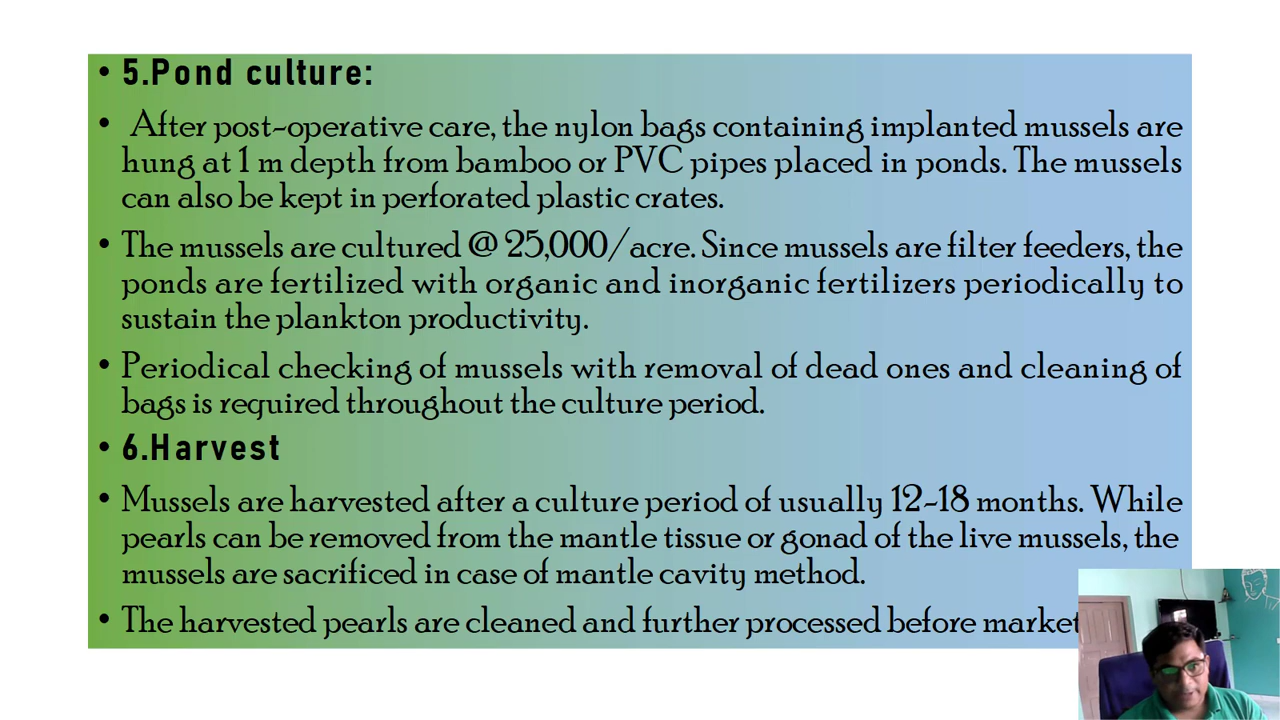 • 5.Pond culture:
• After post-operative care, the nylon bags containing implanted mussels are
hung at 1 m depth from bamboo or PVC pipes placed in ponds. The mussels
can also be kept in perforated plastic crates.
• The mussels are cultured @ 25,000/acre. Since mussels are filter feeders, the
ponds are fertilized with organic and inorganic fertilizers periodically to
sustain the plankton productivity.
• Periodical checking of mussels with removal of dead ones and cleaning of
bags is required throughout the culture period.
• 6.Harvest
• Mussels are harvested after a culture period of usually 12-18 months. While
pearls can be removed from the mantle tissue or gonad of the live mussels, the
mussels are sacrificed in case of mantle cavity method.
• The harvested pearls are cleaned and further processed before market